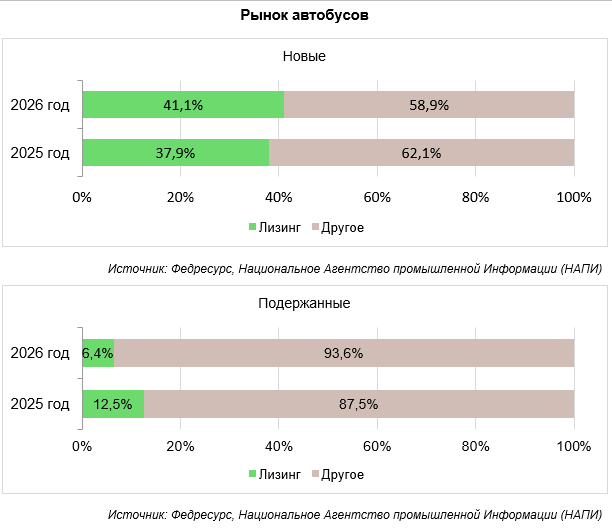 Рынок автобусов
Новые
2026 год 41,1% 58,9%
2025 год 37,9% 62,1%
0% 20% 40% 60% 80% 100%
Лизинг Другое
Источник: Федресурс, Национальное Агентство промышленной Информации (НАПИ)
Подержанные
2026 год 6,4% 93,6%
2025 год 12,5% 87,5%
0% 20% 40% 60% 80% 100%
Лизинг Другое
Источник: Федресурс, Национальное Агентство промышленной Информации (НАПИ)